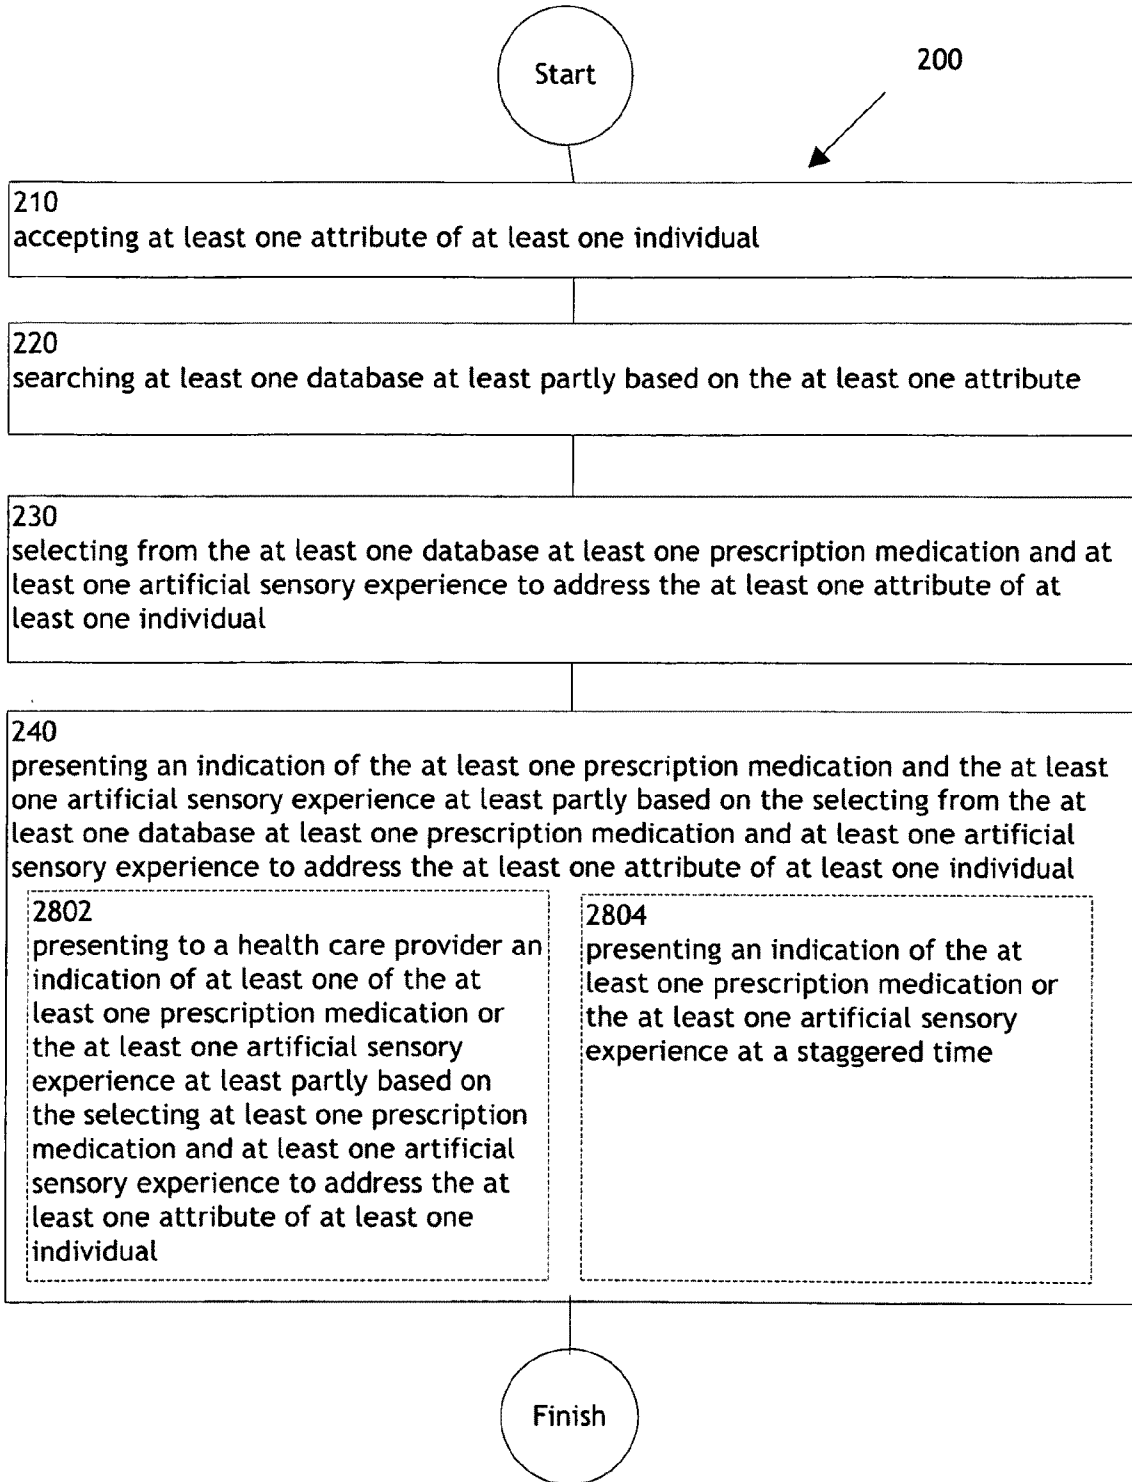 Start
200
210
accepting at least one attribute of at least one individual
220
searching at least one database at least partly based on the at least one attribute
230
selecting from the at least one database at least one prescription medication and at
least one artificial sensory experience to address the at least one attribute of at
least one individual
240
presenting an indication of the at least one prescription medication and the at least
one artificial sensory experience at least partly based on the selecting from the at
least one database at least one prescription medication and at least one artificial
sensory experience to address the at least one attribute of at least one individual
2802
presenting to a health care provider an
indication of at least one of the at
least one prescription medication or
the at least one artificial sensory
experience at least partly based on
the selecting at least one prescription
medication and at least one artificial
sensory experience to address the at
least one attribute of at least one
individual
2804
presenting an indication of the at
least one prescription medication or
the at least one artificial sensory
experience at a staggered time
Finish